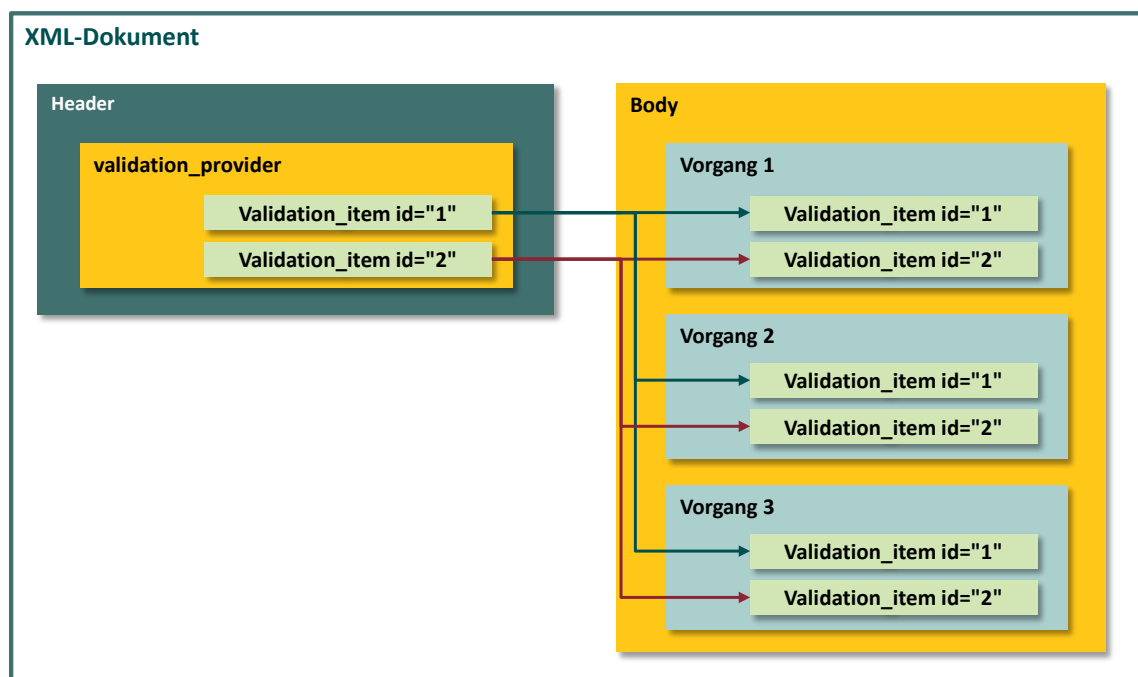 XML-Dokument
Header
validation_provider
Validation_item id="1"
Validation_item id="2"
Body
Vorgang 1
Validation_item id="1"
Validation_item id="2"
Vorgang 2
Validation_item id="1"
Validation_item id="2"
Vorgang 3
Validation_item id="1"
Validation_item id="2"